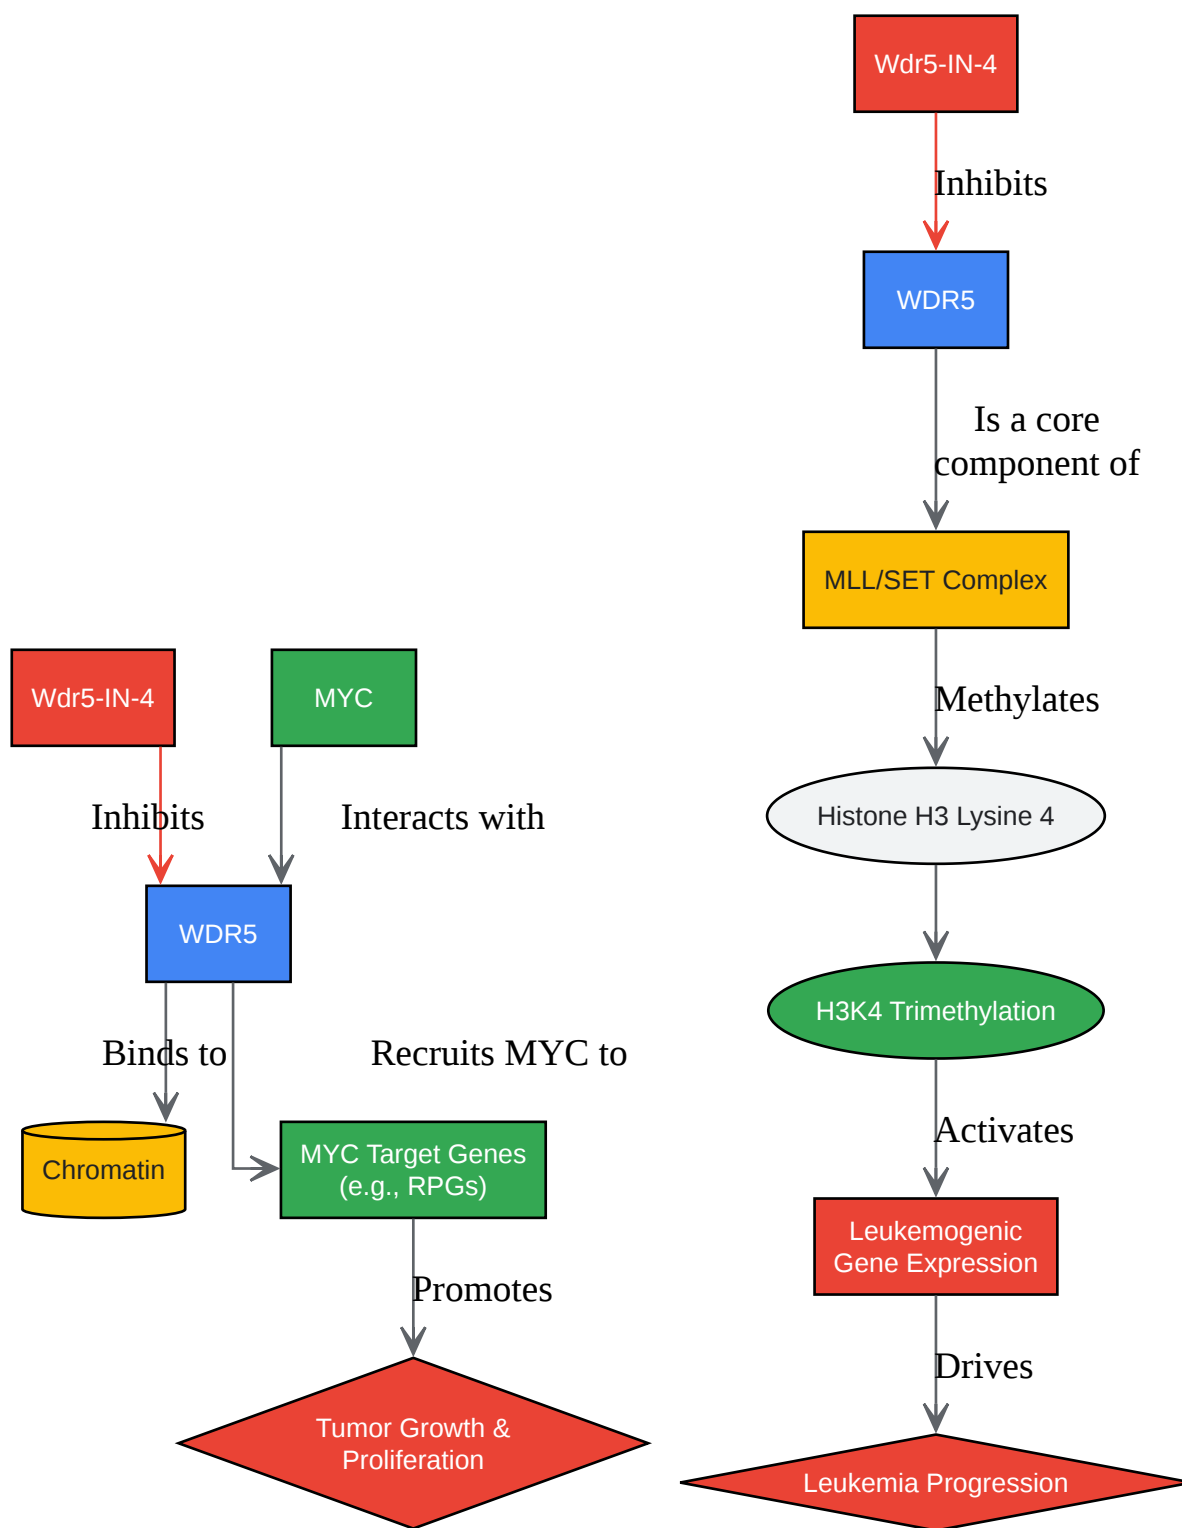 Wdr5-IN-4
Inhibits
WDR5
Is a core
component of
MLL/SET Complex
Methylates
Histone H3 Lysine 4
H3K4 Trimethylation
Activates
Leukemogenic
Gene Expression
Drives
Leukemia Progression
Wdr5-IN-4
MYC
Inhibits
Interacts with
WDR5
Binds to
Recruits MYC to
Chromatin
MYC Target Genes
(e.g., RPGs)
Promotes
Tumor Growth &
Proliferation